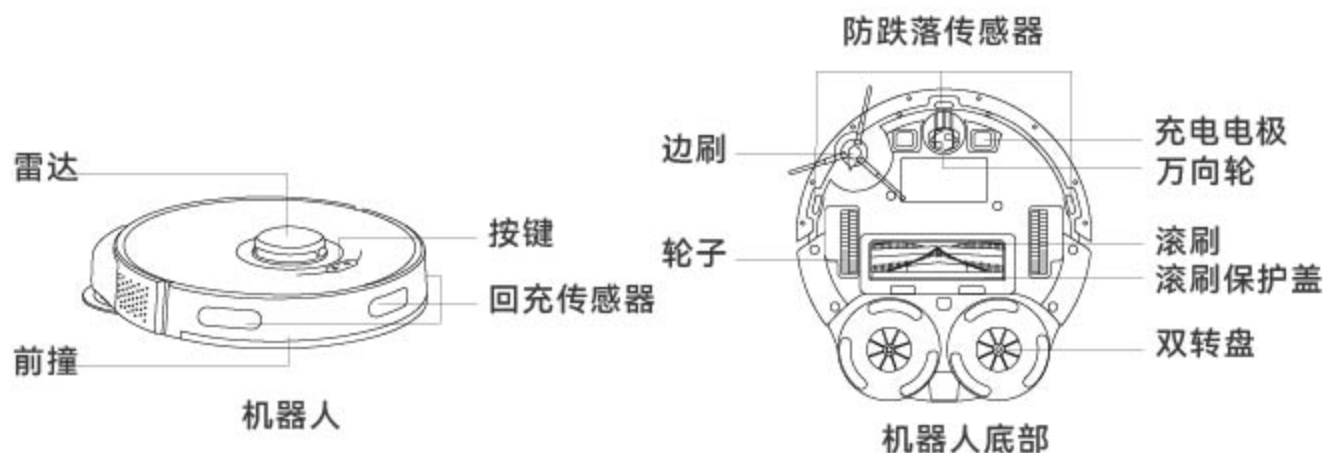 雷达
按键
回充传感器
前撞
机器人
防跌落传感器
边刷
充电电极
万向轮
轮子
滚刷
滚刷保护盖
双转盘
机器人底部